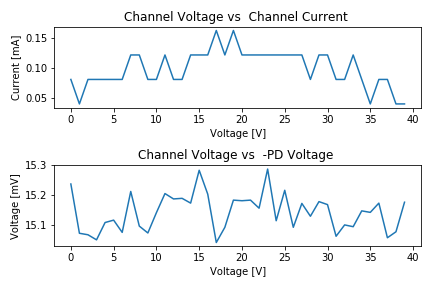 Channel Voltage vs  Channel Current
0.15
0.10
0.05
Current [mA]
0 5 10 15 20 25 30 35 40
Voltage [V]
Channel Voltage vs  -PD Voltage
15.3
15.2
15.1
Voltage [mV]
0 5 10 15 20 25 30 35 40
Voltage [V]